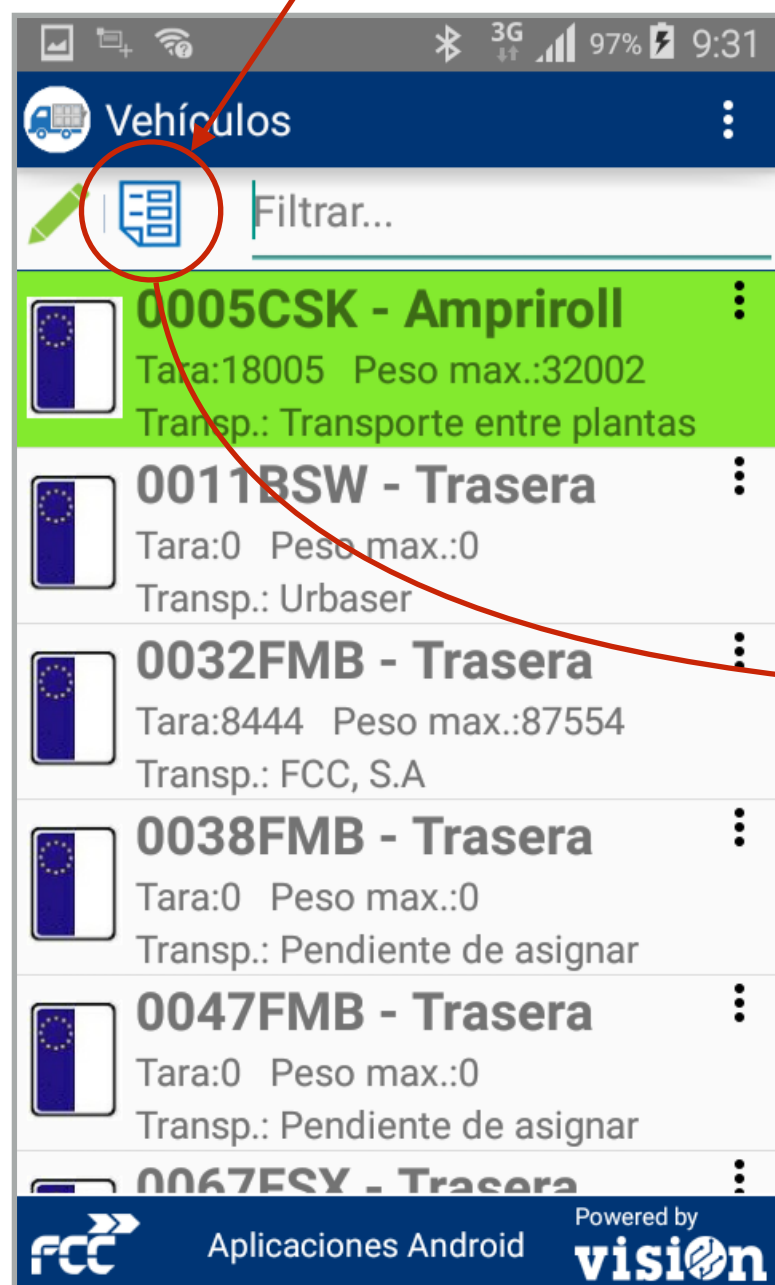 3G 97% 9:31
Vehículos
Filtrar...
0005CSK - Ampriroll
Tara:18005 Peso max.:32002
Transp.: Transporte entre plantas
0011BSW - Trasera
Tara:0 Peso max.:0
Transp.: Urbaser
0032FMB - Trasera
Tara:8444 Peso max.:87554
Transp.: FCC, S.A
0038FMB - Trasera
Tara:0 Peso max.:0
Transp.: Pendiente de asignar
0047FMB - Trasera
Tara:0 Peso max.:0
Transp.: Pendiente de asignar
- Trasera
Powered by
fcc Aplicaciones Android vision